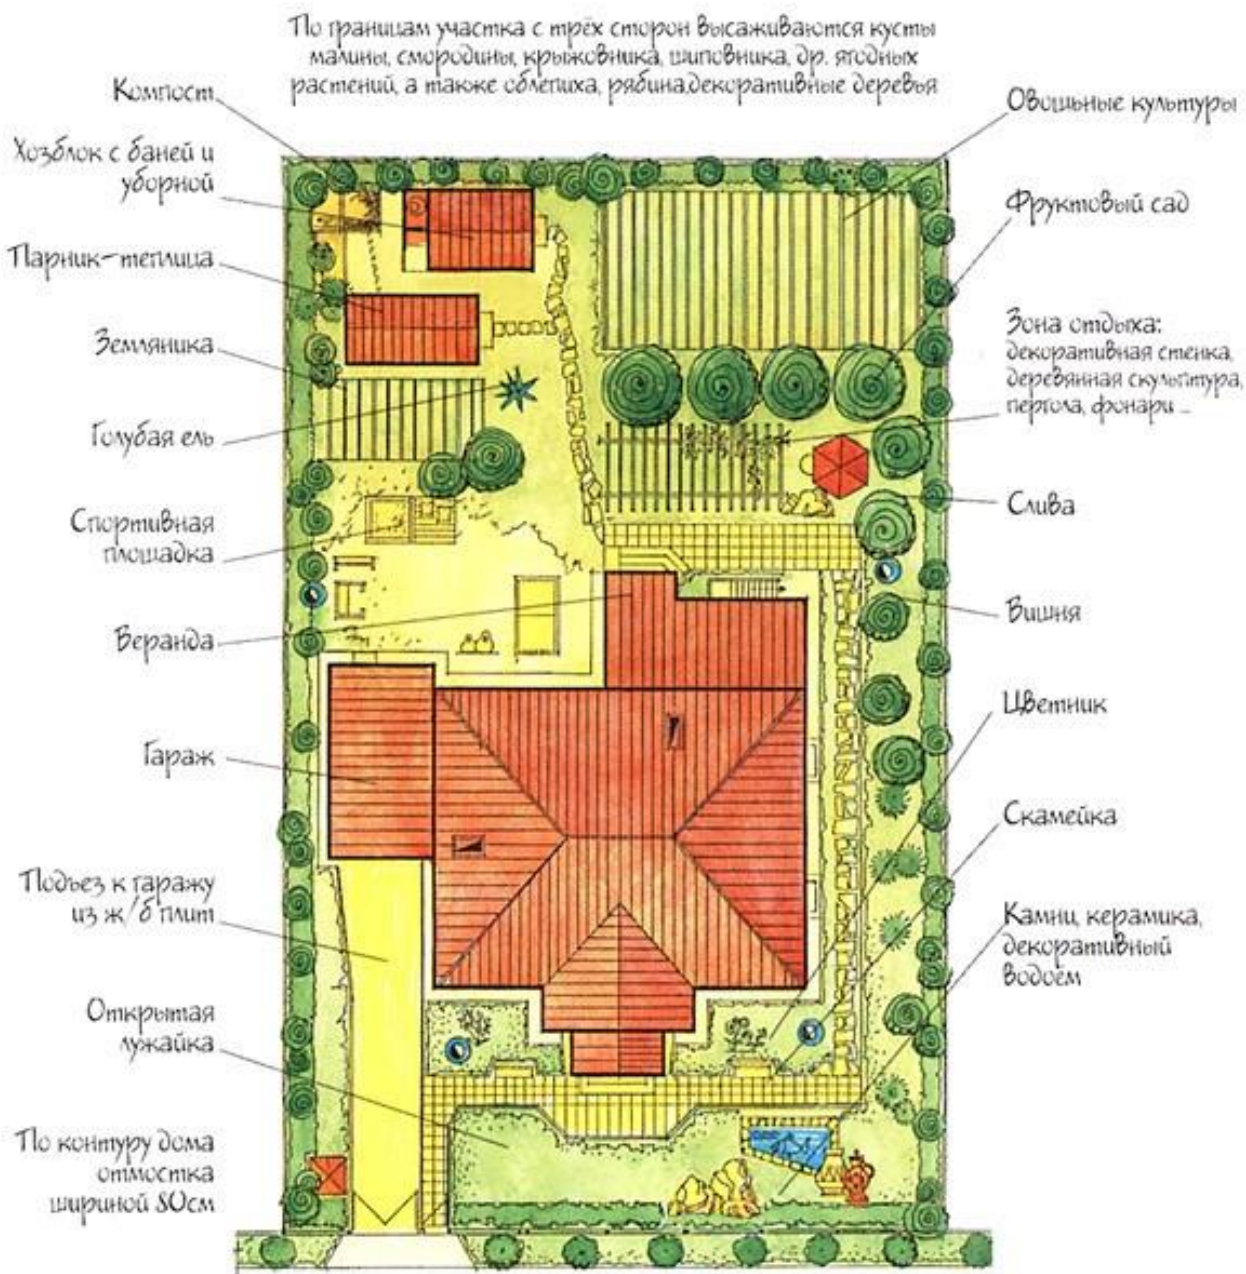 По границам участка с трёх сторон высаживаются кусты
малины, смородины, крыжовника, шиповника, др. ягодных
растений, а также облепиха, рябина,декоративные деревья
Компост
Хозблок с баней и
уборной
Парник-теплица
Земляника
Голубая ель
Спортивная
площадка
Веранда
Гараж
Подъез к гаражу
из ж/б плит
Открытая
лужайка
По контуру дома
отмостка
шириной 80см
Овощьные культуры
Фруктовый сад
Зона отдыха:
декоративная стенка,
деревянная скульптура,
пергола, фонари ...
Слива
Вишня
Цветник
Скамейка
Камни, керамика,
декоративный
водоём